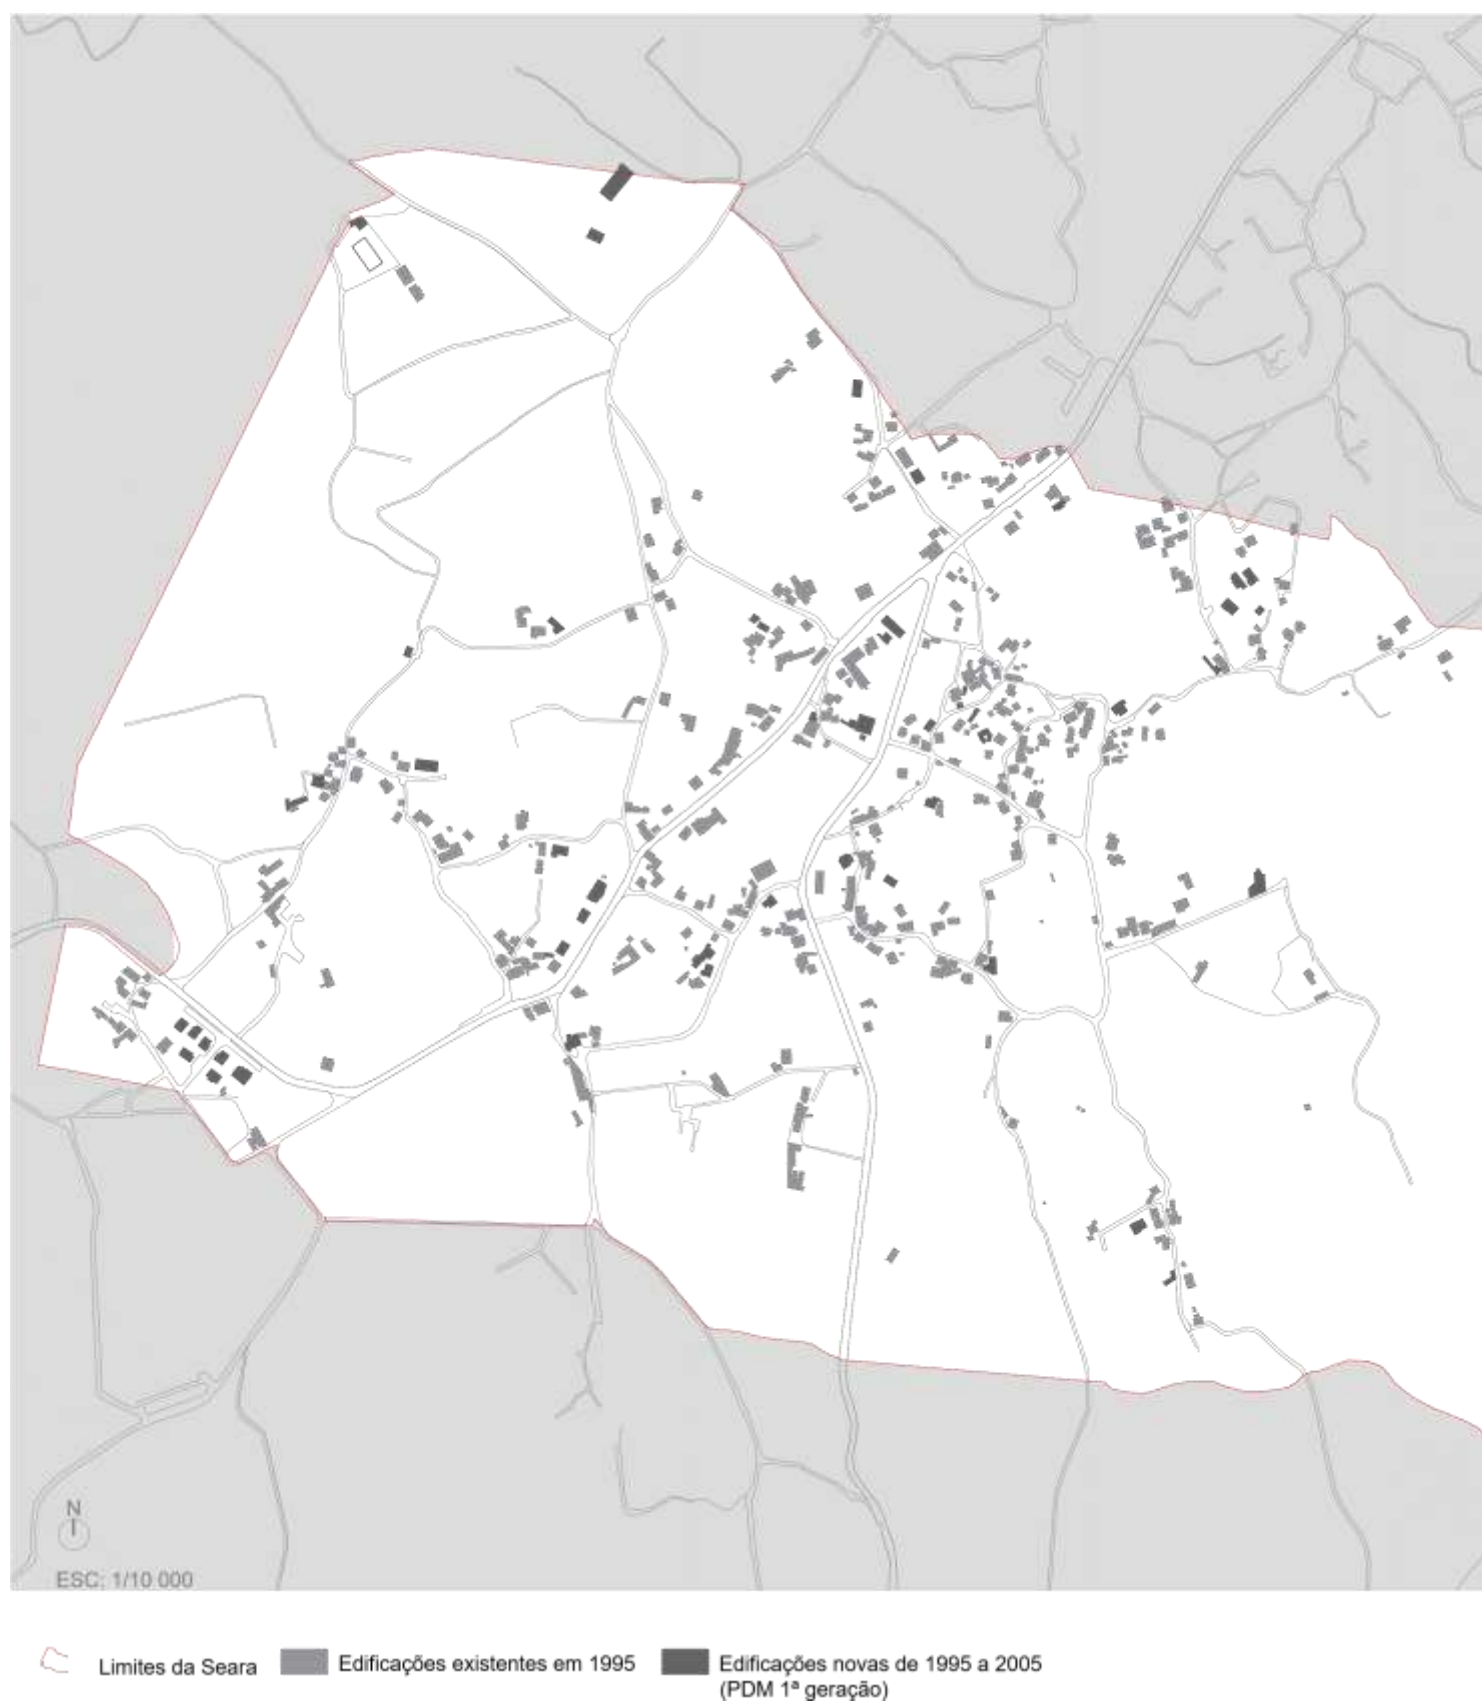 N
ESC: 1/10 000
Limites da Seara
Edificações existentes em 1995
Edificações novas de 1995 a 2005
(PDM 1ª geração)